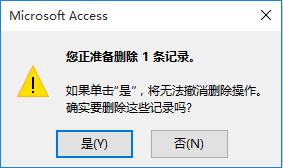 Microsoft Access
您正准备删除 1 条记录。
如果单击“是”，将无法撤消删除操作。
确实要删除这些记录吗?
是(Y)
否(N)